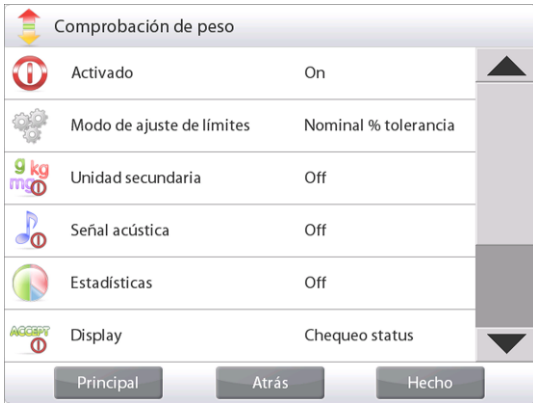 Comprobación de peso
Activado On
Modo de ajuste de límites Nominal % tolerancia
g kg mg
Unidad secundaria Off
Señal acústica Off
Estadísticas Off
ACCEPT
Display Chequeo status
Principal Atrás Hecho